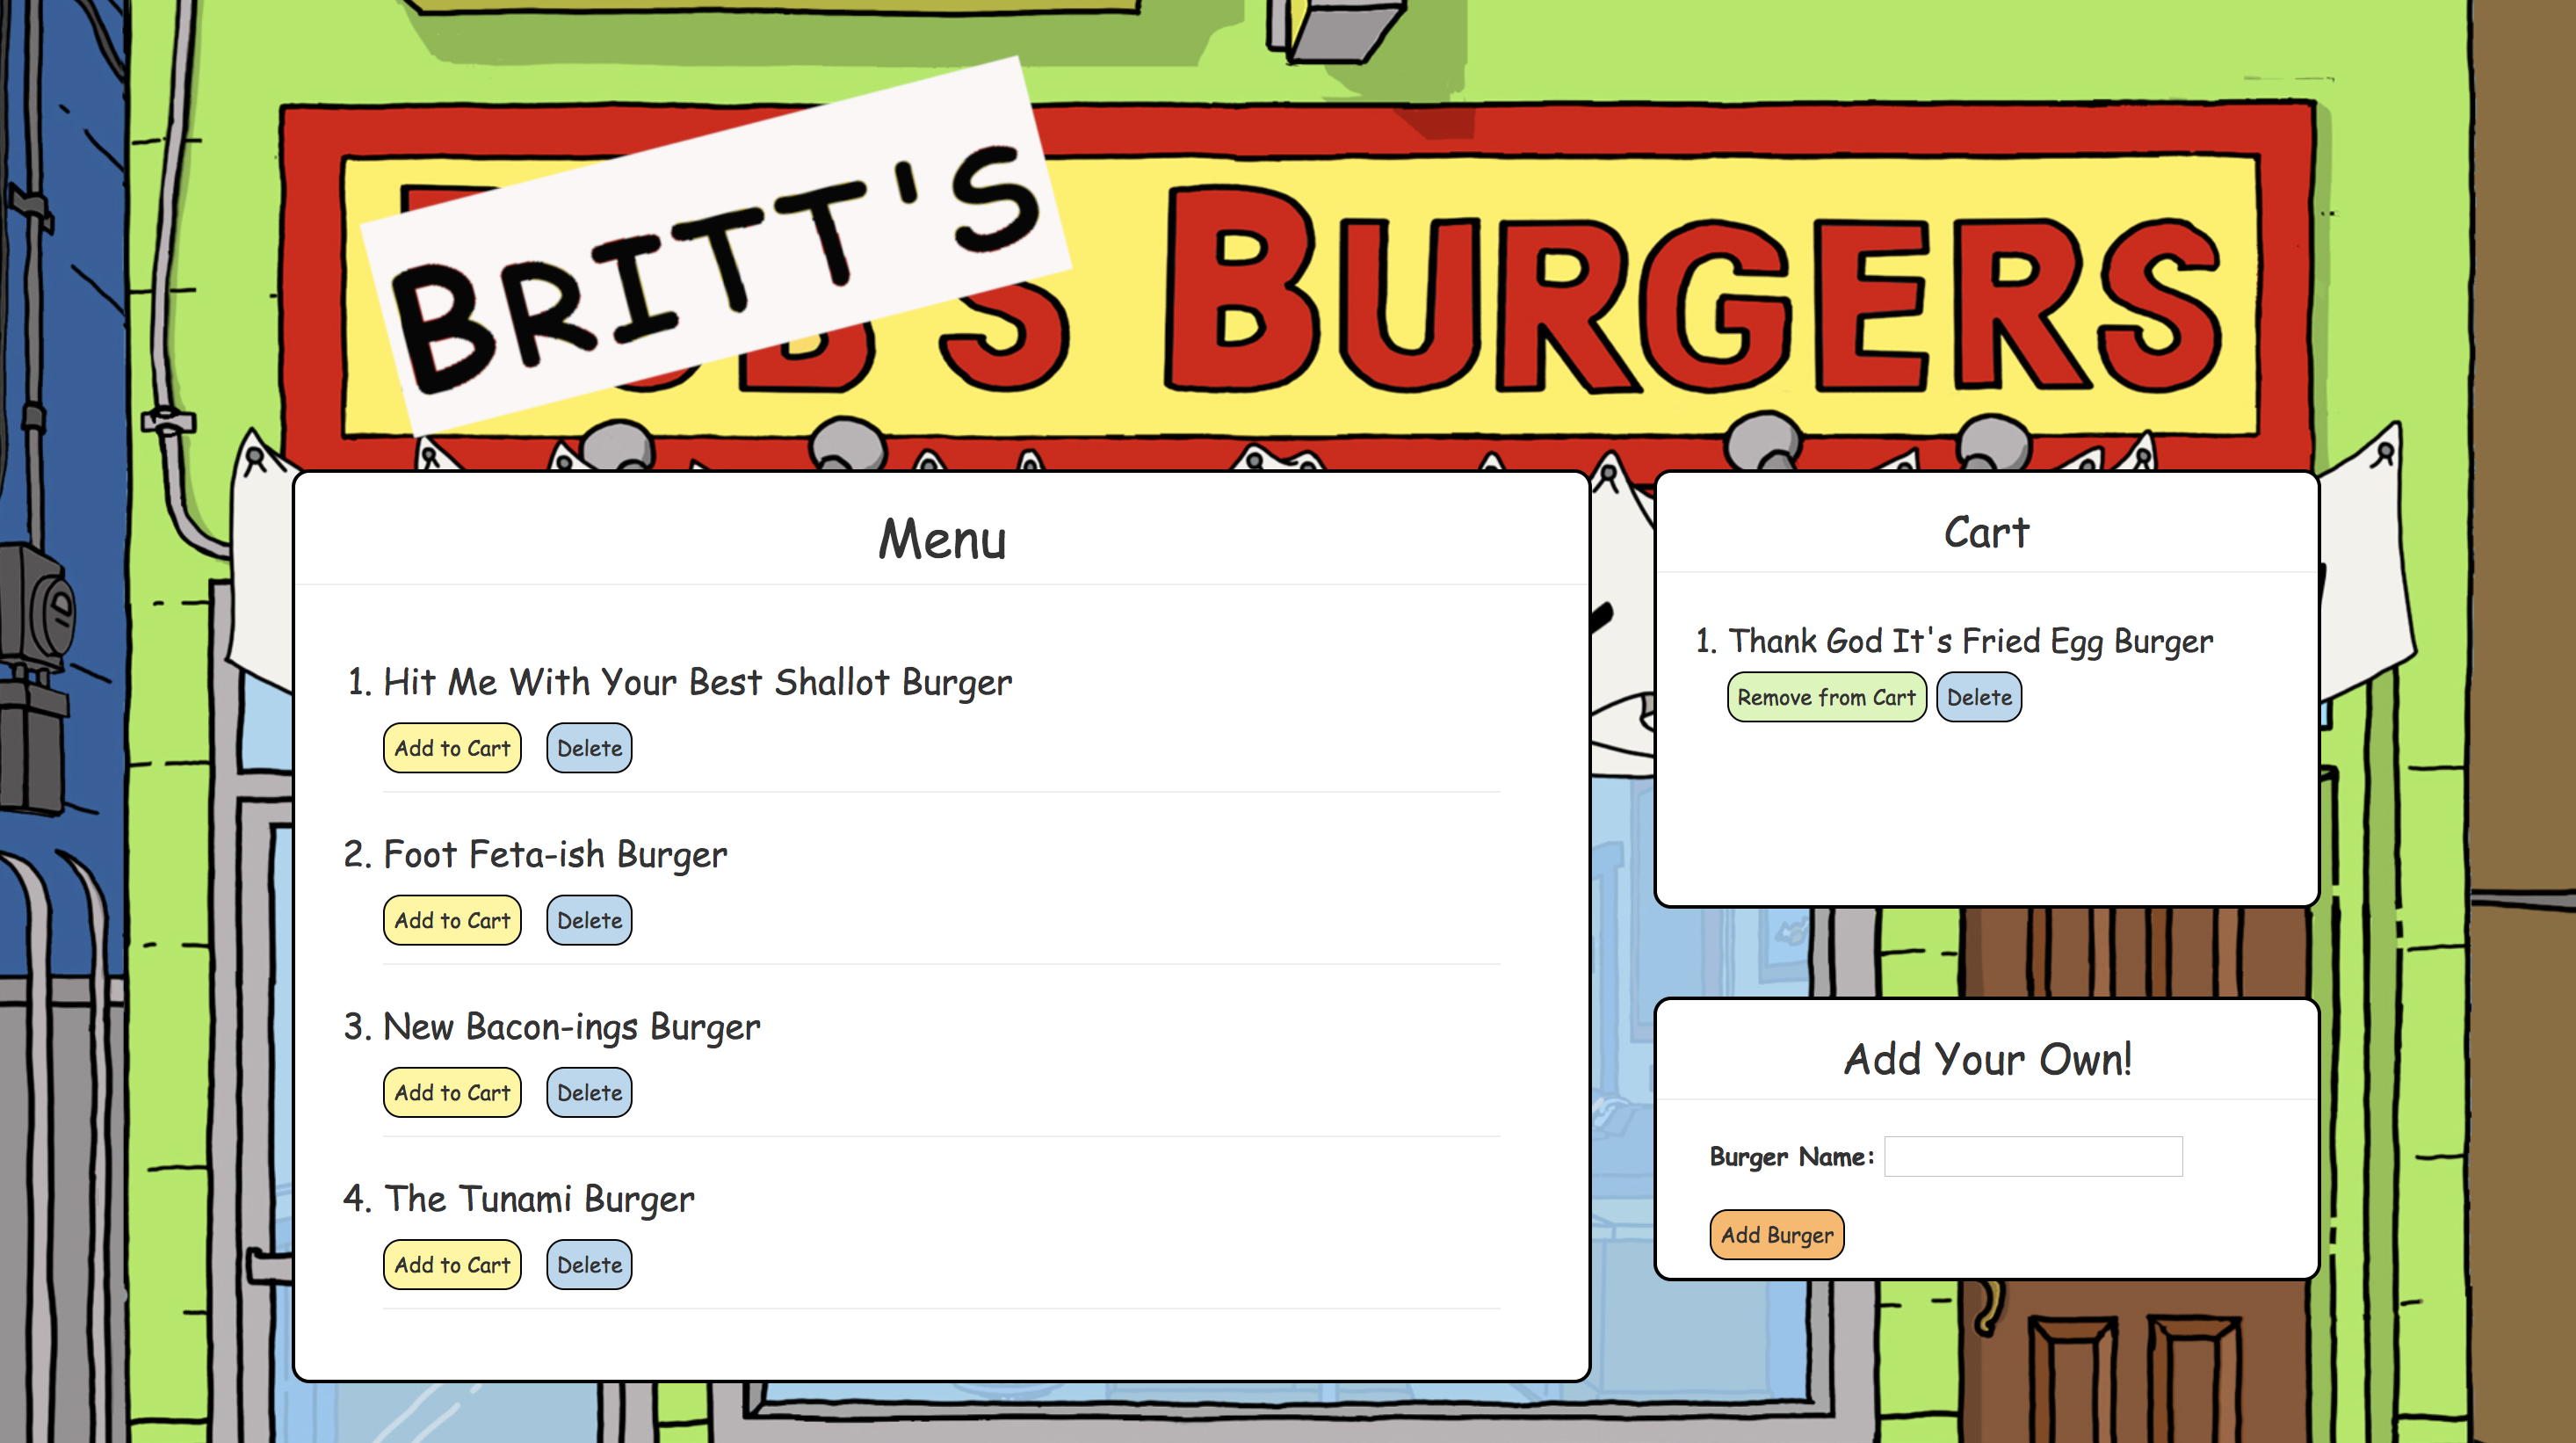 BRITT'S
B'S BURGERS
Menu
1. Hit Me With Your Best Shallot Burger
Add to Cart Delete
2. Foot Feta-ish Burger
Add to Cart Delete
3. New Bacon-ings Burger
Add to Cart Delete
4. The Tunami Burger
Add to Cart Delete
Cart
1. Thank God It's Fried Egg Burger
Remove from Cart Delete
Add Your Own!
Burger Name:
Add Burger